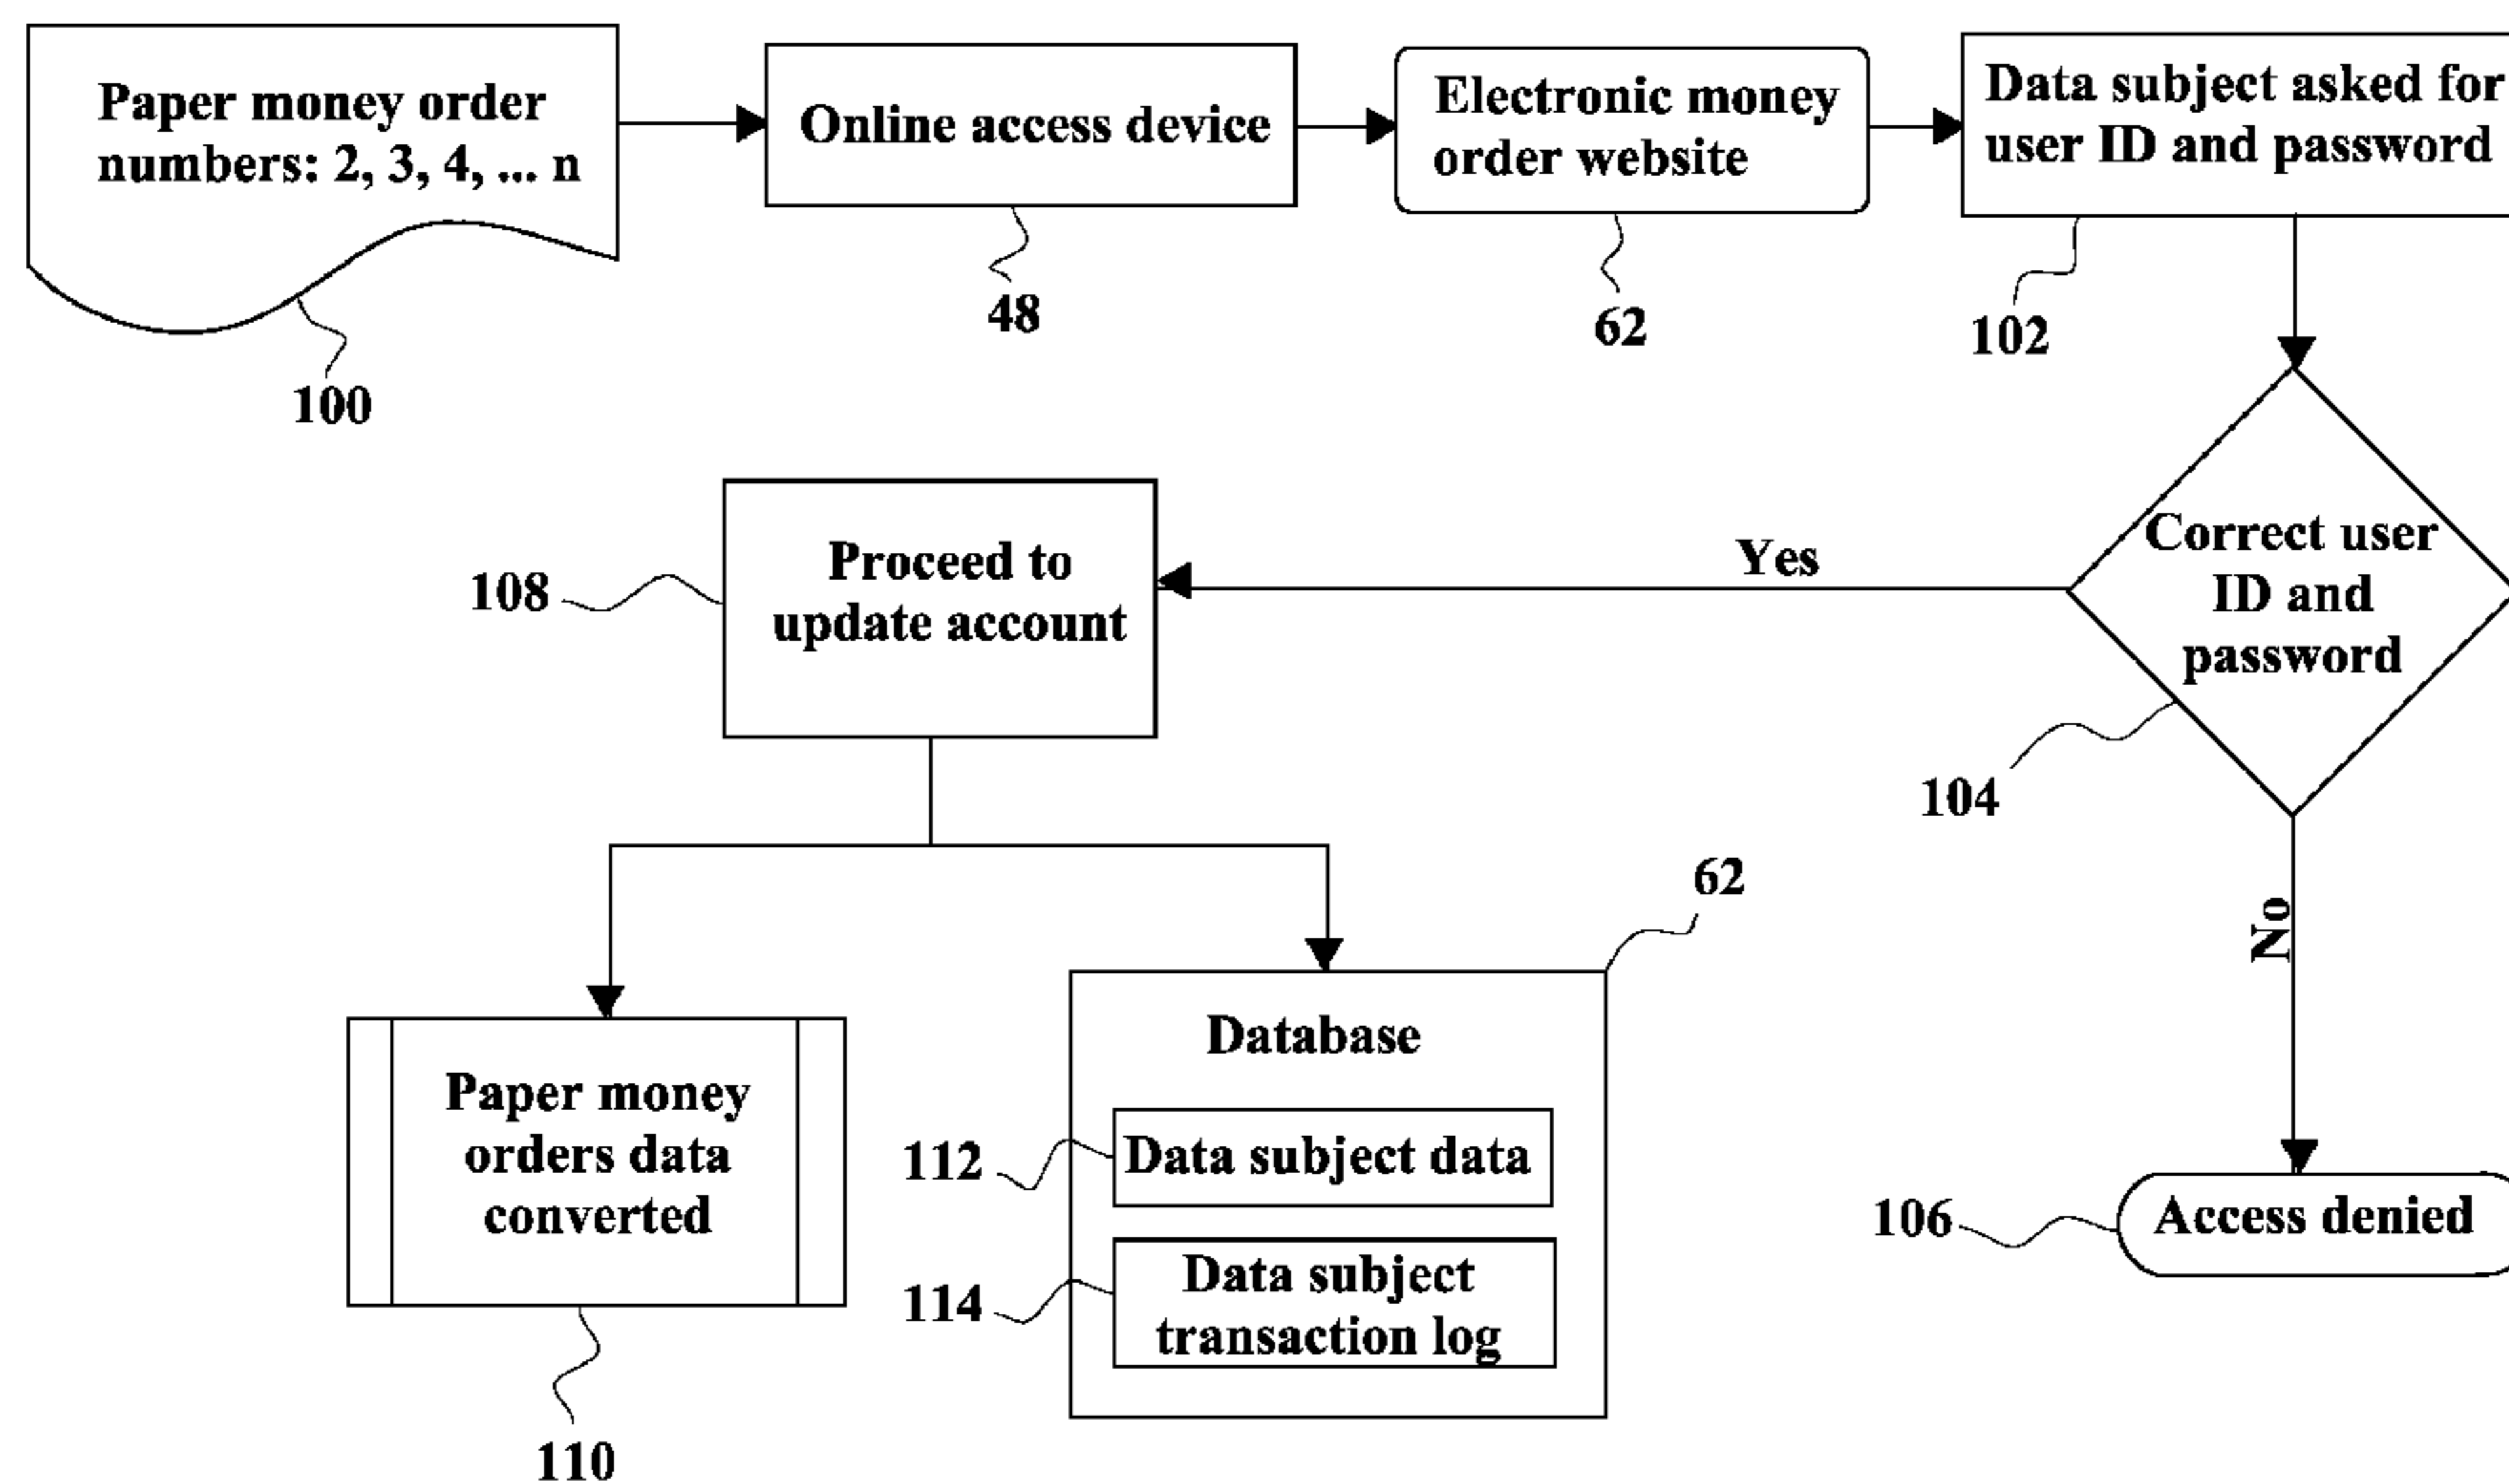 Paper money order
numbers: 2, 3, 4, ... n
Online access device
Electronic money
order website
Data subject asked for
user ID and password
48
62
102
100
Proceed to
update account
108
Yes
Correct user
ID and
password
104
62
No
Database
Paper money
orders data
converted
112
Data subject data
114
Data subject
transaction log
106
Access denied
110